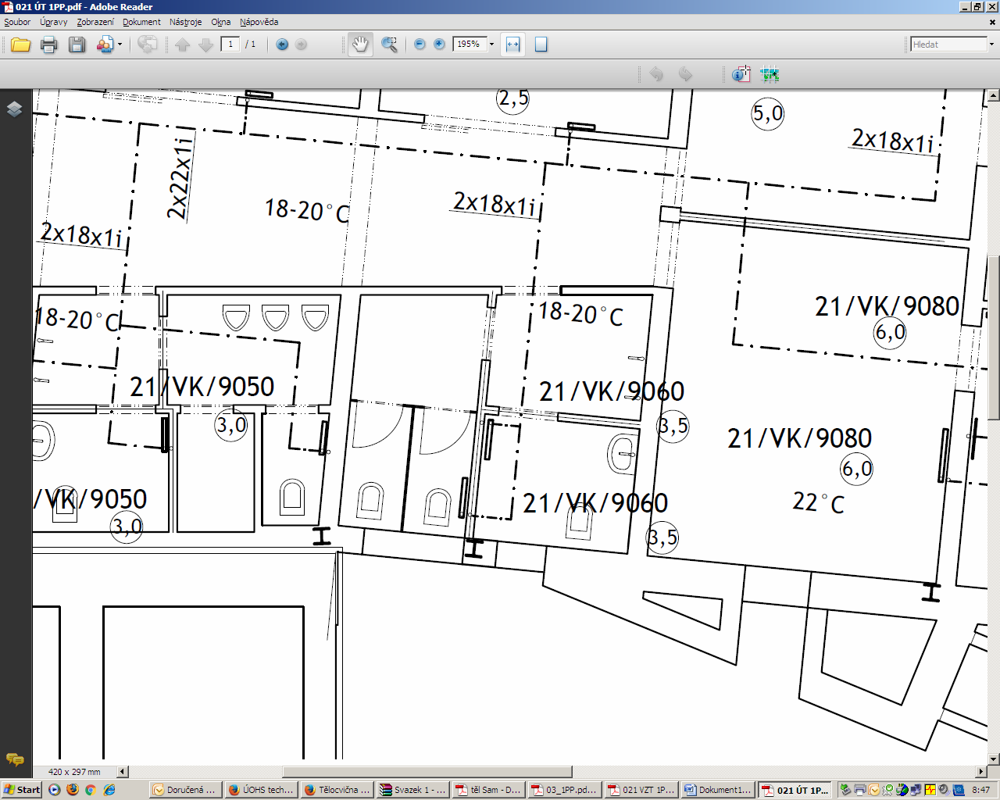 021 ÚT 1PP.pdf - Adobe Reader
Soubor Úpravy Zobrazení Dokument Nástroje Okna Nápověda
1 / 1 195% Hledat
2,5
5,0
2x18x1i
2x22x1i
18-20°C
2x18x1i
2x18x1i
21/VK/9080
6,0
18-20°C
18-20°C
21/VK/9050
21/VK/9060
3,0
3,5
21/VK/9080
6,0
/VK/9050
21/VK/9060
22°C
3,0
3,5
420 x 297 mm
Start Doručená ... ÚOHS tech... Tělocvična ... Svazek 1 - ... těl Sam - D... 03_1PP.pd... 021 VZT 1P... Dokument1... 021 ÚT 1P... 8:47